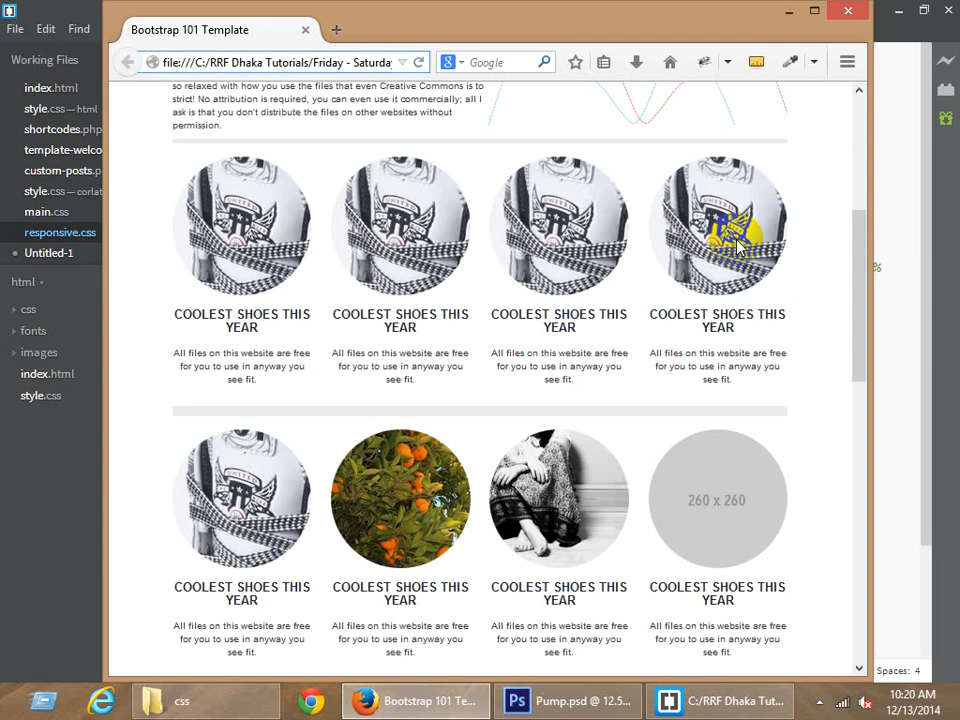 Bootstrap 101 Template
File Edit Find
file:///C:/RRF Dhaka Tutorials/Friday - Saturda
Google
Working Files
index.html
style.css — html
shortcodes.php
template-welco
custom-posts.p
style.css — corlat
main.css
responsive.css
Untitled-1
html
css
fonts
images
index.html
style.css
so relaxed with how you use the files that even Creative Commons is to
strict! No attribution is required, you can even use it commercially; all I
ask is that you don't distribute the files on other websites without
permission.
UNITED UNITED UNITED UNITED
COOLEST SHOES THIS YEAR
COOLEST SHOES THIS YEAR
COOLEST SHOES THIS YEAR
COOLEST SHOES THIS YEAR
All files on this website are free
for you to use in anyway you
see fit.
All files on this website are free
for you to use in anyway you
see fit.
All files on this website are free
for you to use in anyway you
see fit.
All files on this website are free
for you to use in anyway you
see fit.
%
UNITED
260 x 260
COOLEST SHOES THIS YEAR
COOLEST SHOES THIS YEAR
COOLEST SHOES THIS YEAR
COOLEST SHOES THIS YEAR
All files on this website are free
for you to use in anyway you
see fit.
All files on this website are free
for you to use in anyway you
see fit.
All files on this website are free
for you to use in anyway you
see fit.
All files on this website are free
for you to use in anyway you
see fit.
Spaces: 4
css
Bootstrap 101 Te...
Ps Pump.psd @ 12.5...
C:/RRF Dhaka Tut...
10:20 AM
12/13/2014